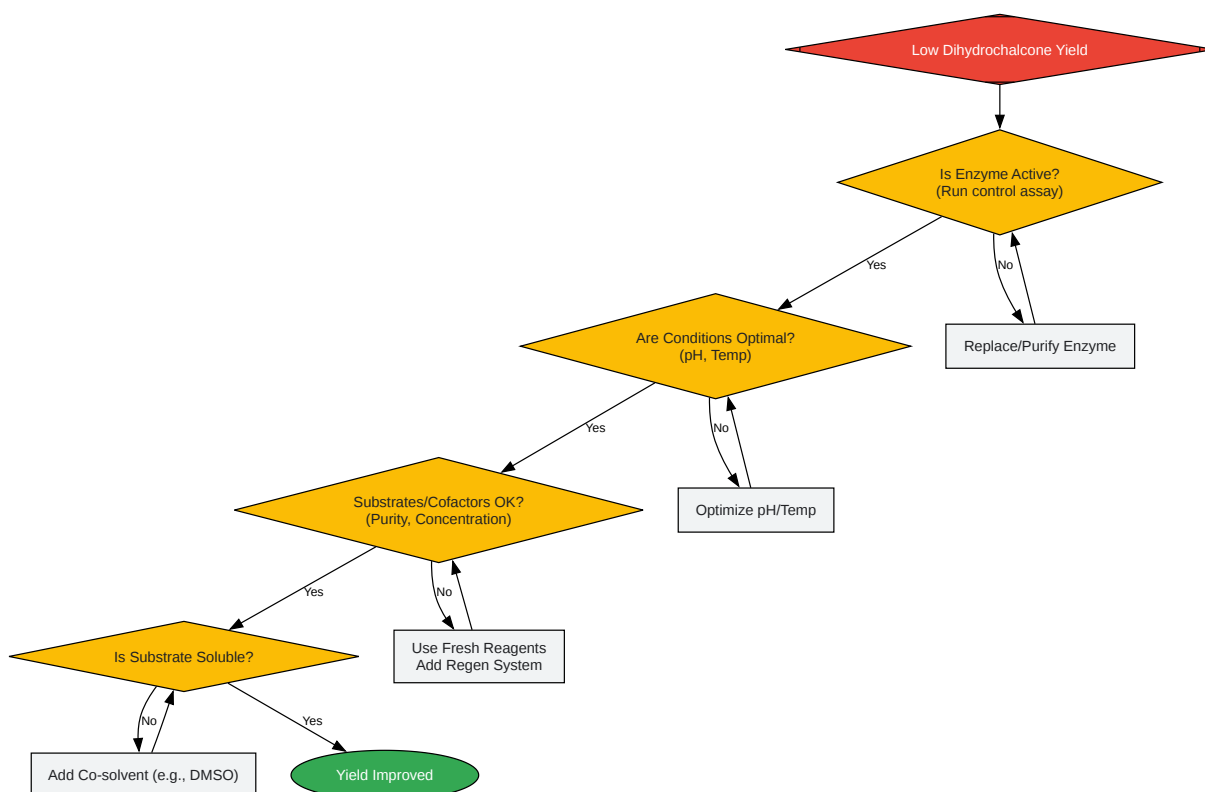 Low Dihydrochalcone Yield
Is Enzyme Active?
(Run control assay)
Yes
No
Are Conditions Optimal?
(pH, Temp)
Replace/Purify Enzyme
Yes
No
Substrates/Cofactors OK?
(Purity, Concentration)
Optimize pH/Temp
Yes
No
Is Substrate Soluble?
Use Fresh Reagents
Add Regen System
No
Yes
Add Co-solvent (e.g., DMSO)
Yield Improved